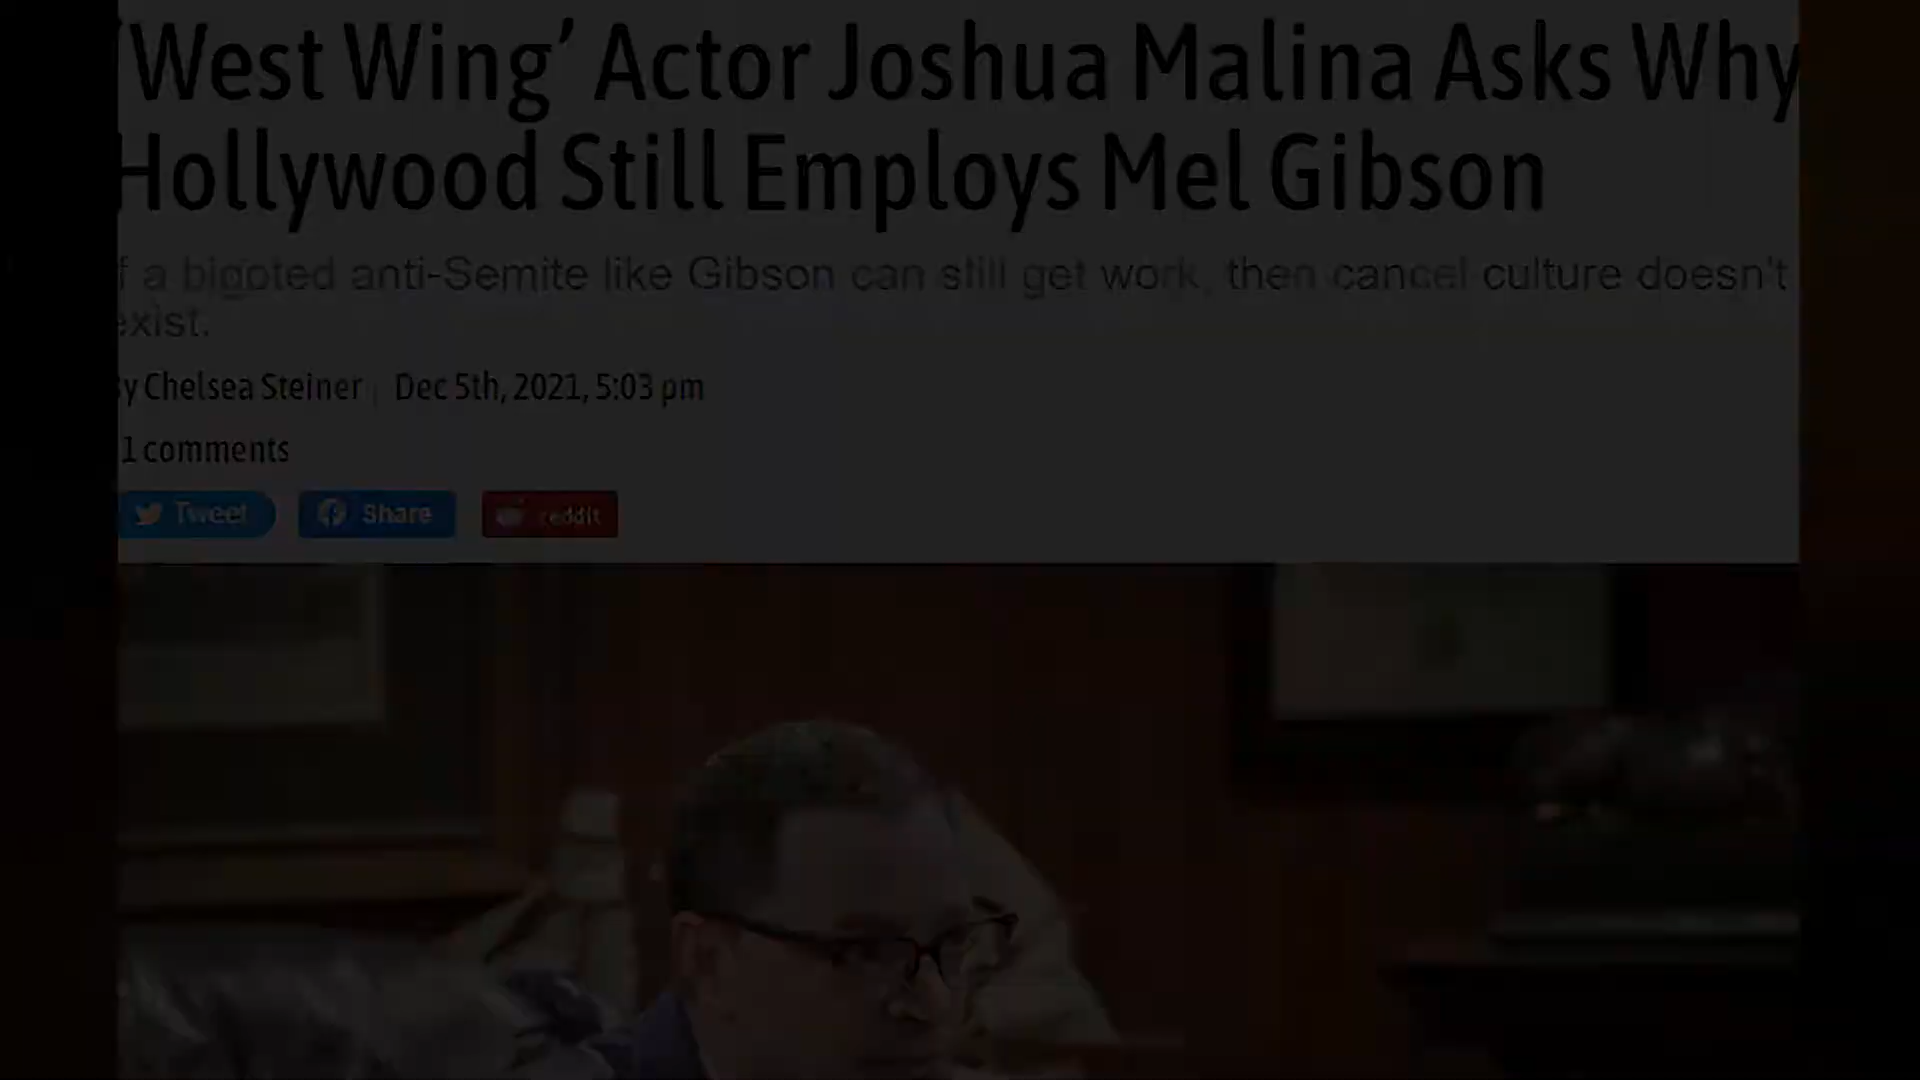 ‘West Wing’ Actor Joshua Malina Asks Why
Hollywood Still Employs Mel Gibson
f a bigoted anti-Semite like Gibson can still get work, then cancel culture doesn't
exist.
y Chelsea Steiner | Dec 5th, 2021, 5:03 pm
1 comments
Tweet Share reddit